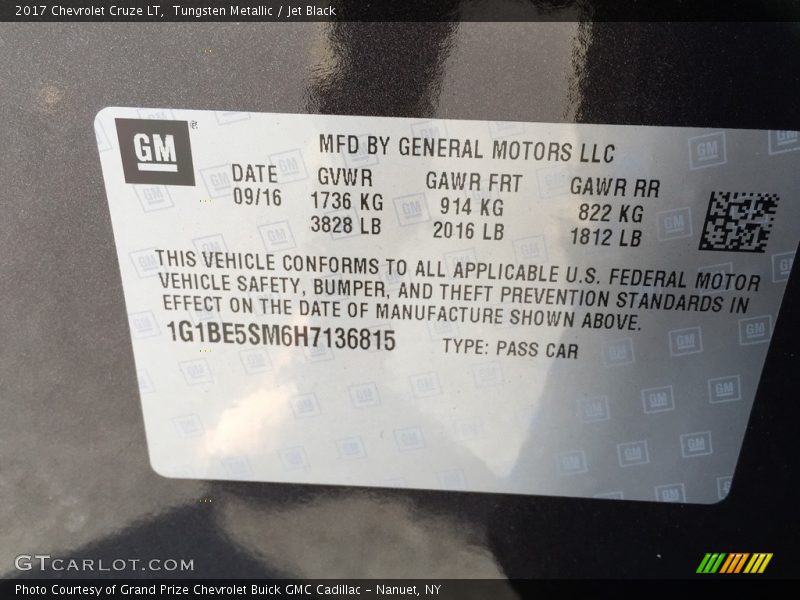 2017 Chevrolet Cruze LT,  Tungsten Metallic / Jet Black
GM ®
MFD BY GENERAL MOTORS LLC
DATE GVWR GAWR FRT GAWR RR
09/16 1736 KG 914 KG 822 KG
3828 LB 2016 LB 1812 LB
THIS VEHICLE CONFORMS TO ALL APPLICABLE U.S. FEDERAL MOTOR
VEHICLE SAFETY, BUMPER, AND THEFT PREVENTION STANDARDS IN
EFFECT ON THE DATE OF MANUFACTURE SHOWN ABOVE.
1G1BE5SM6H7136815 TYPE: PASS CAR
GTCARLOT.COM
Photo Courtesy of Grand Prize Chevrolet Buick GMC Cadillac – Nanuet, NY